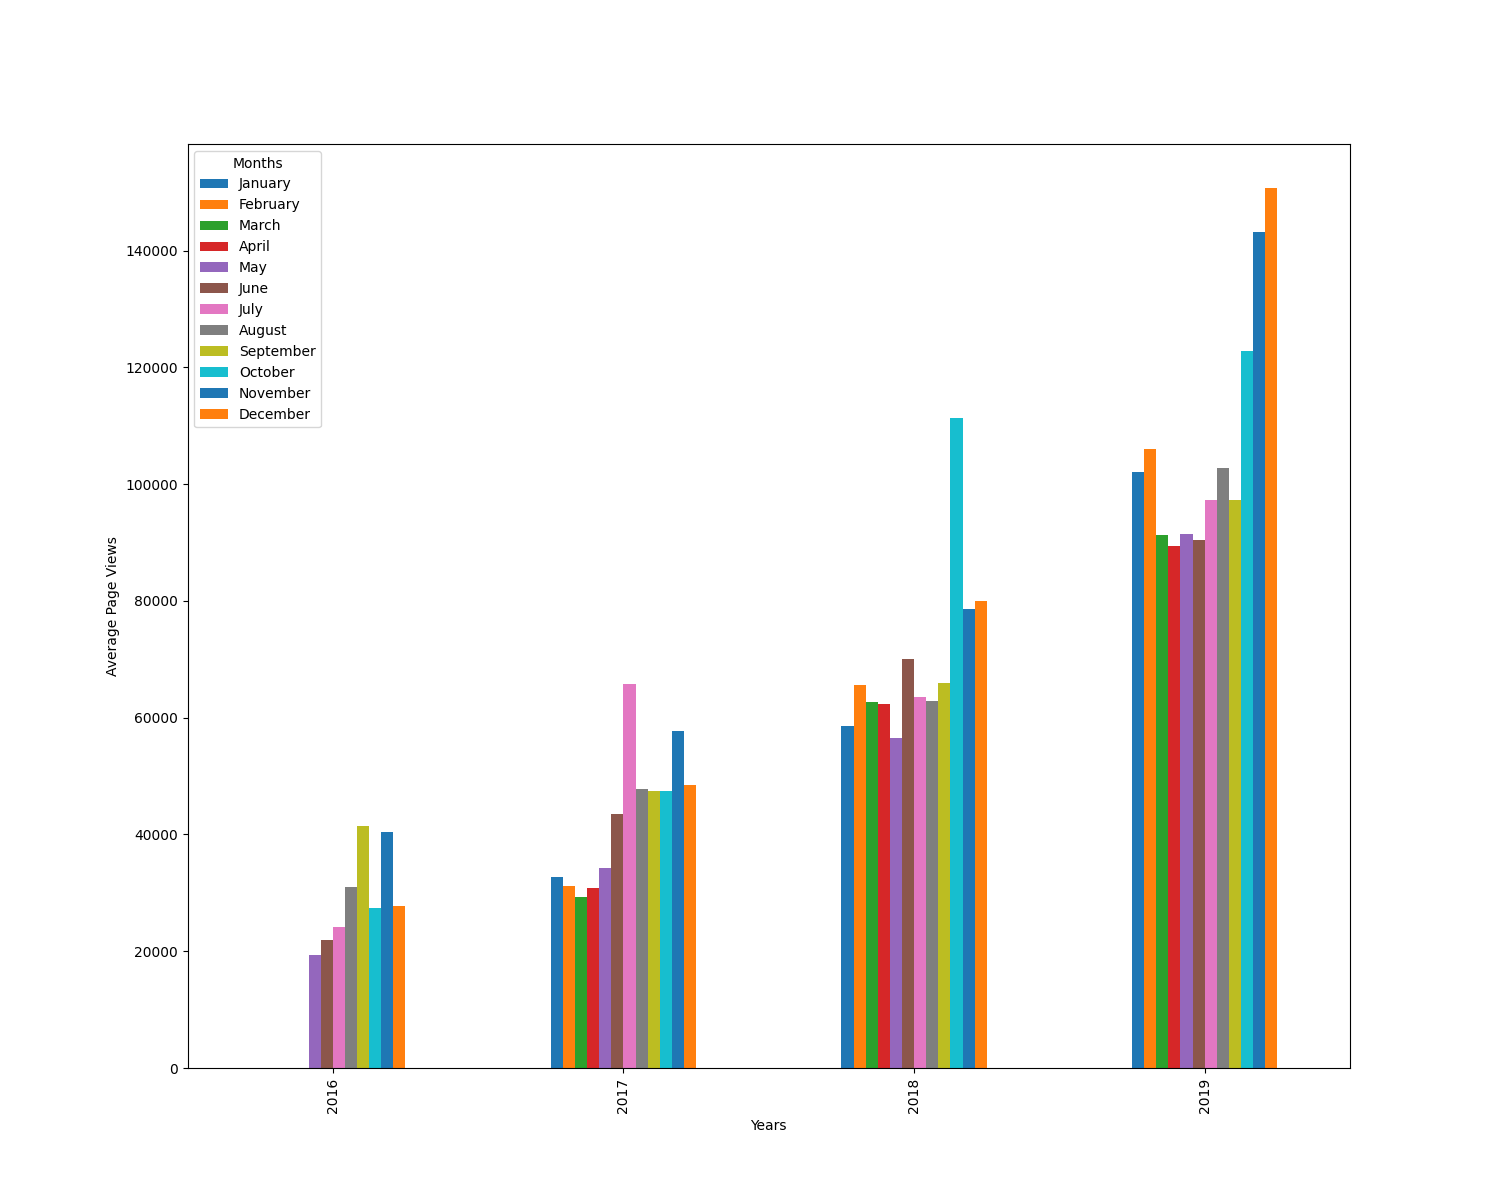 Months
January
February
March
April
May
June
July
August
September
October
November
December
140000
120000
100000
80000
60000
40000
20000
0
Average Page Views
2016
2017
2018
2019
Years